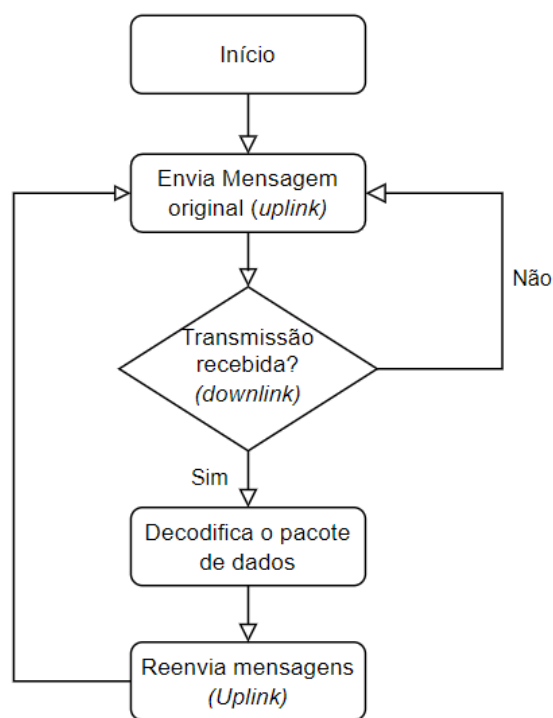 Início
Envia Mensagem
original (uplink)
Não
Transmissão
recebida?
(downlink)
Sim
Decodifica o pacote
de dados
Reenvia mensagens
(Uplink)